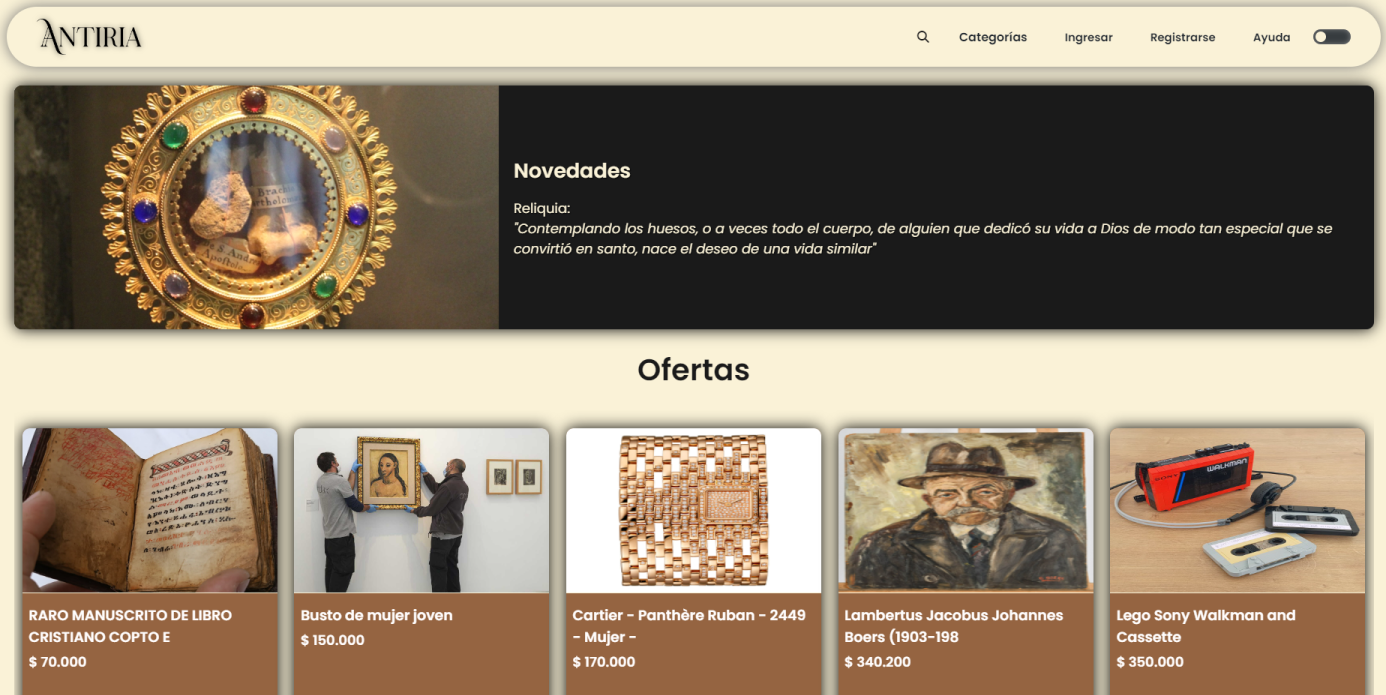 ANTIRIA
Categorías
Ingresar
Registrarse
Ayuda
Novedades
Reliquia:
"Contemplando los huesos, o a veces todo el cuerpo, de alguien que dedicó su vida a Dios de modo tan especial que se
convirtió en santo, nace el deseo de una vida similar"
Ofertas
WALKMAN
RARO MANUSCRITO DE LIBRO
CRISTIANO COPTO E
$ 70.000
Busto de mujer joven
$ 150.000
Cartier - Panthère Ruban - 2449
- Mujer -
$ 170.000
Lambertus Jacobus Johannes
Boers (1903-198
$ 340.200
Lego Sony Walkman and
Cassette
$ 350.000